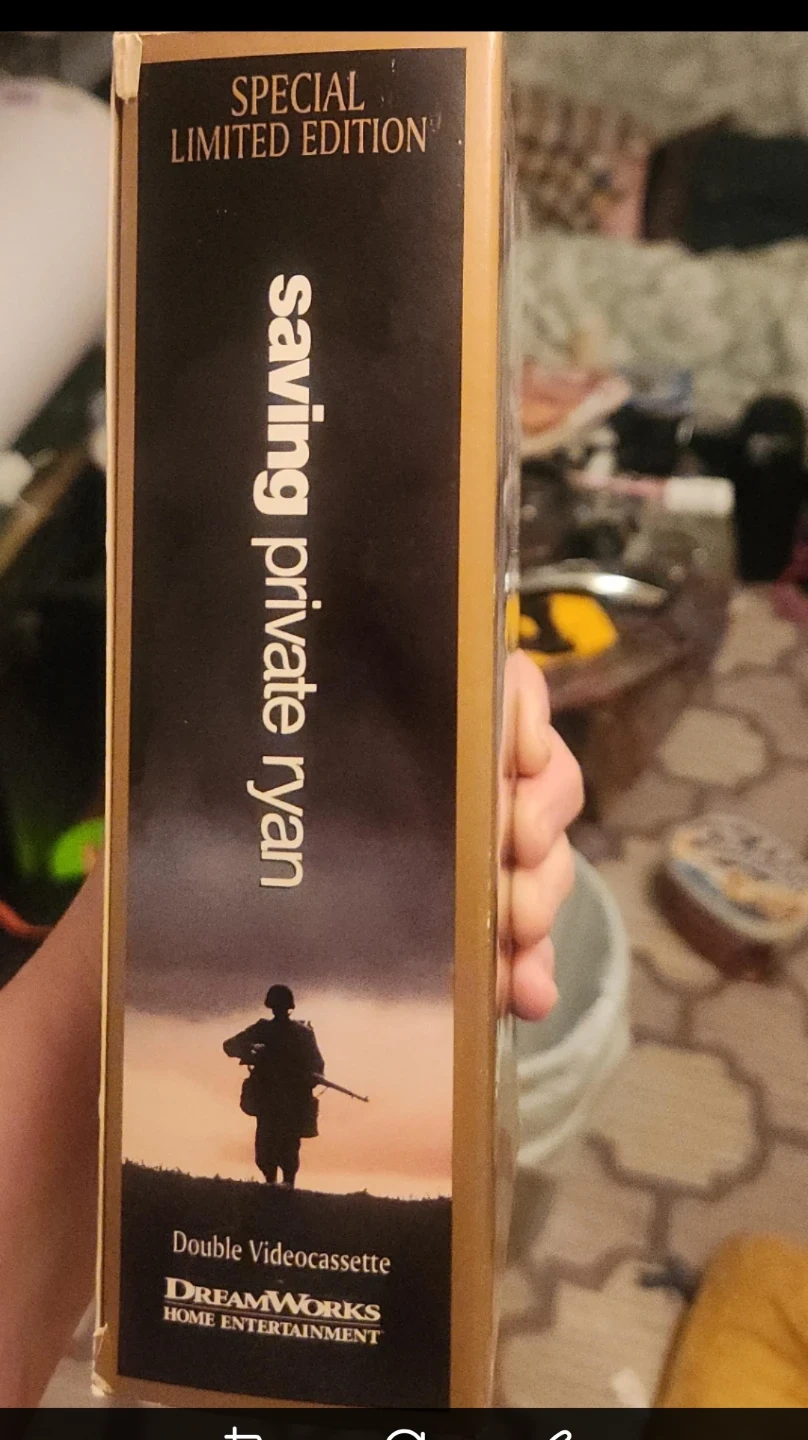 SPECIAL
LIMITED EDITION
saving private ryan
Double Videocassette
DREAMWORKS
HOME ENTERTAINMENT